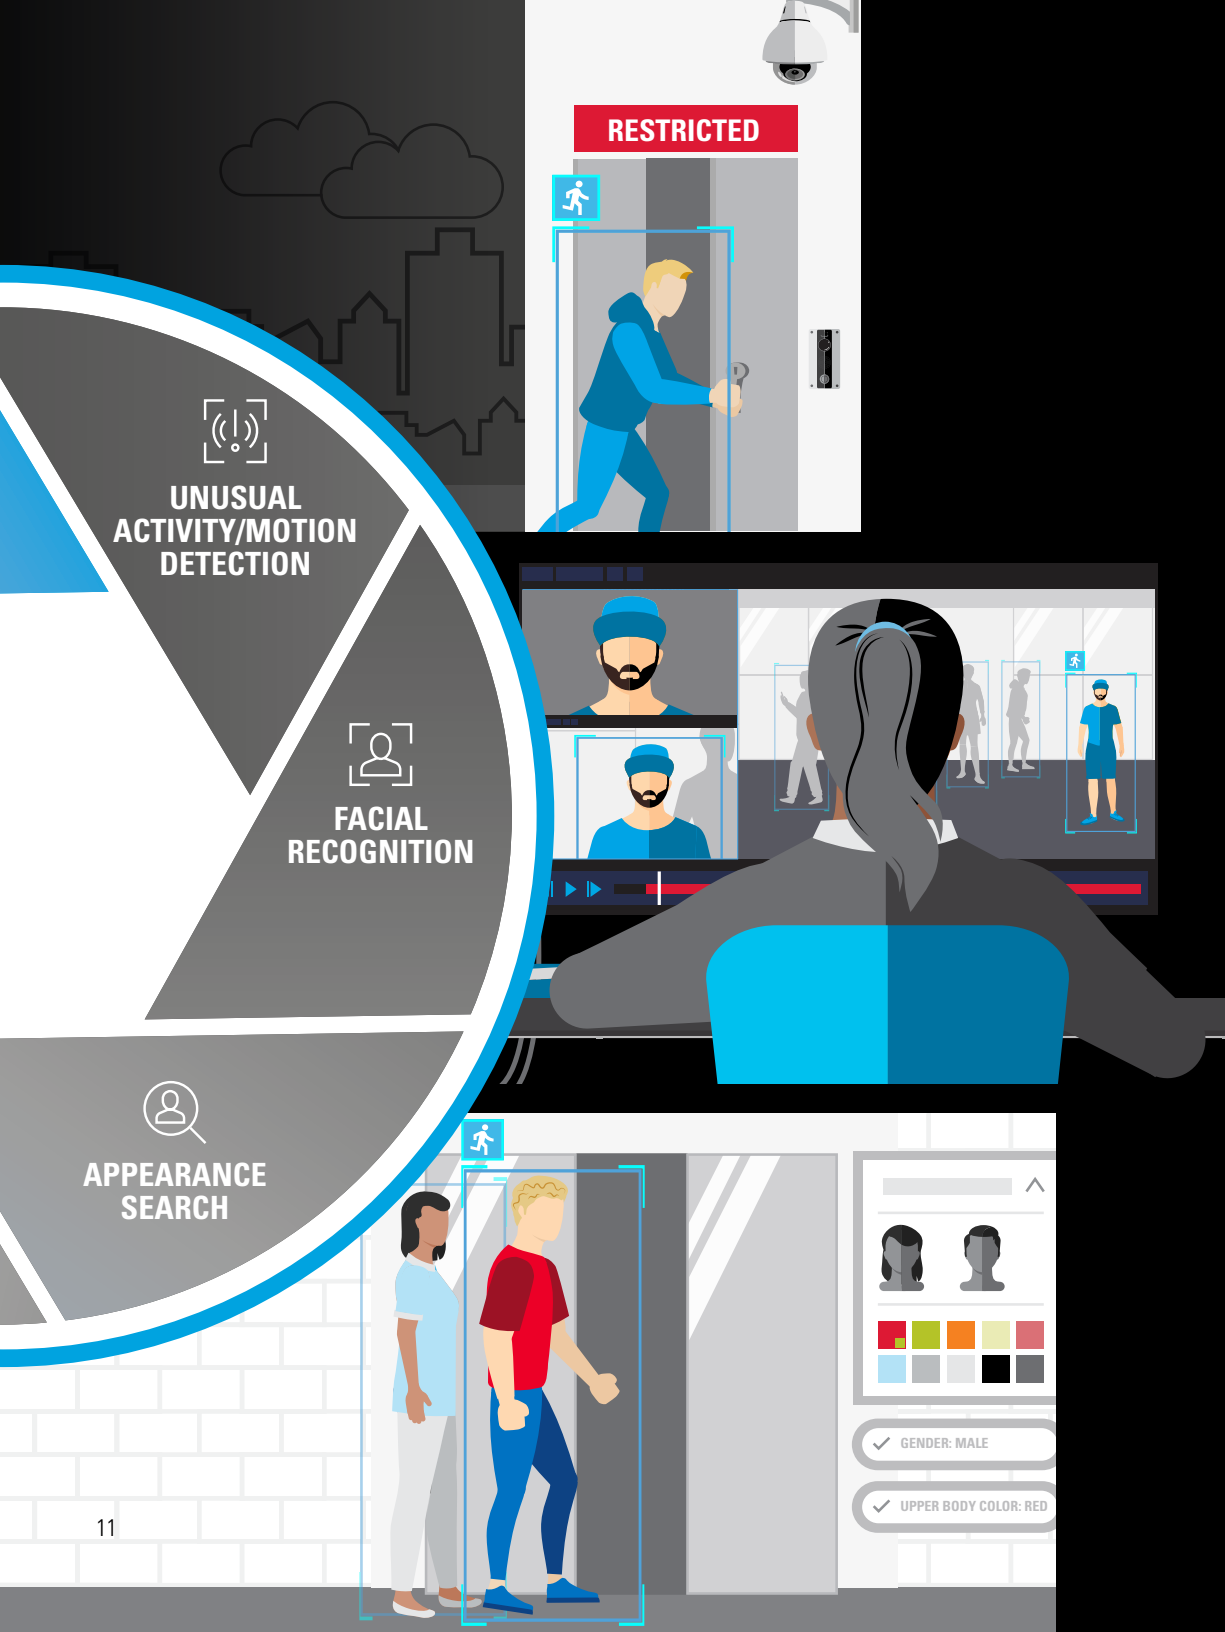 RESTRICTED
UNUSUAL
ACTIVITY/MOTION
DETECTION
FACIAL
RECOGNITION
APPEARANCE
SEARCH
GENDER: MALE
UPPER BODY COLOR: RED
11